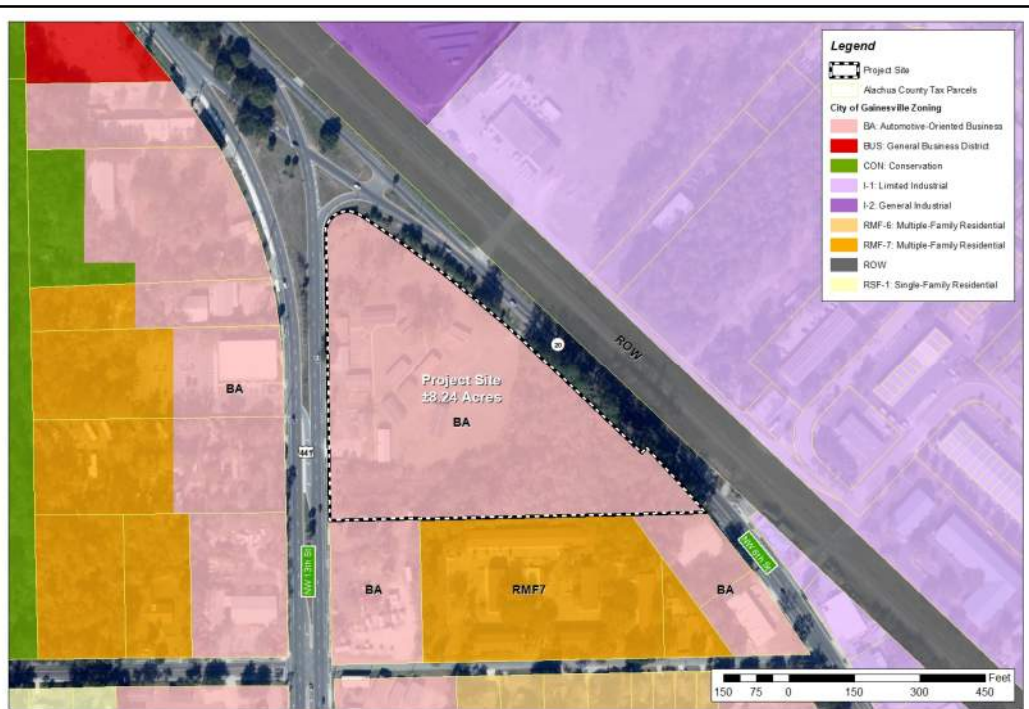 Legend
Project Site
Alachua County Tax Parcels
City of Gainesville Zoning
BA: Automotive-Oriented Business
BUS: General Business District
CON: Conservation
I-1: Limited Industrial
I-2: General Industrial
RMF-6: Multiple-Family Residential
RMF-7: Multiple-Family Residential
ROW
RSF-1: Single-Family Residential
20
ROW
Project Site
±8.24 Acres
BA
BA
441
NW 13th St
NW 6th St
BA
RMF7
BA
Feet
150 75 0 150 300 450